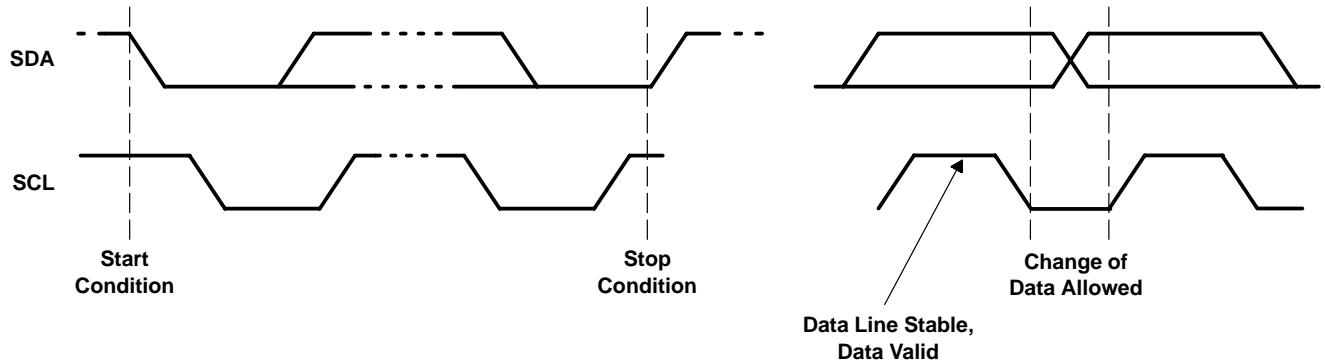 SDA
SCL
Start
Condition
Stop
Condition
Change of
Data Allowed
Data Line Stable,
Data Valid